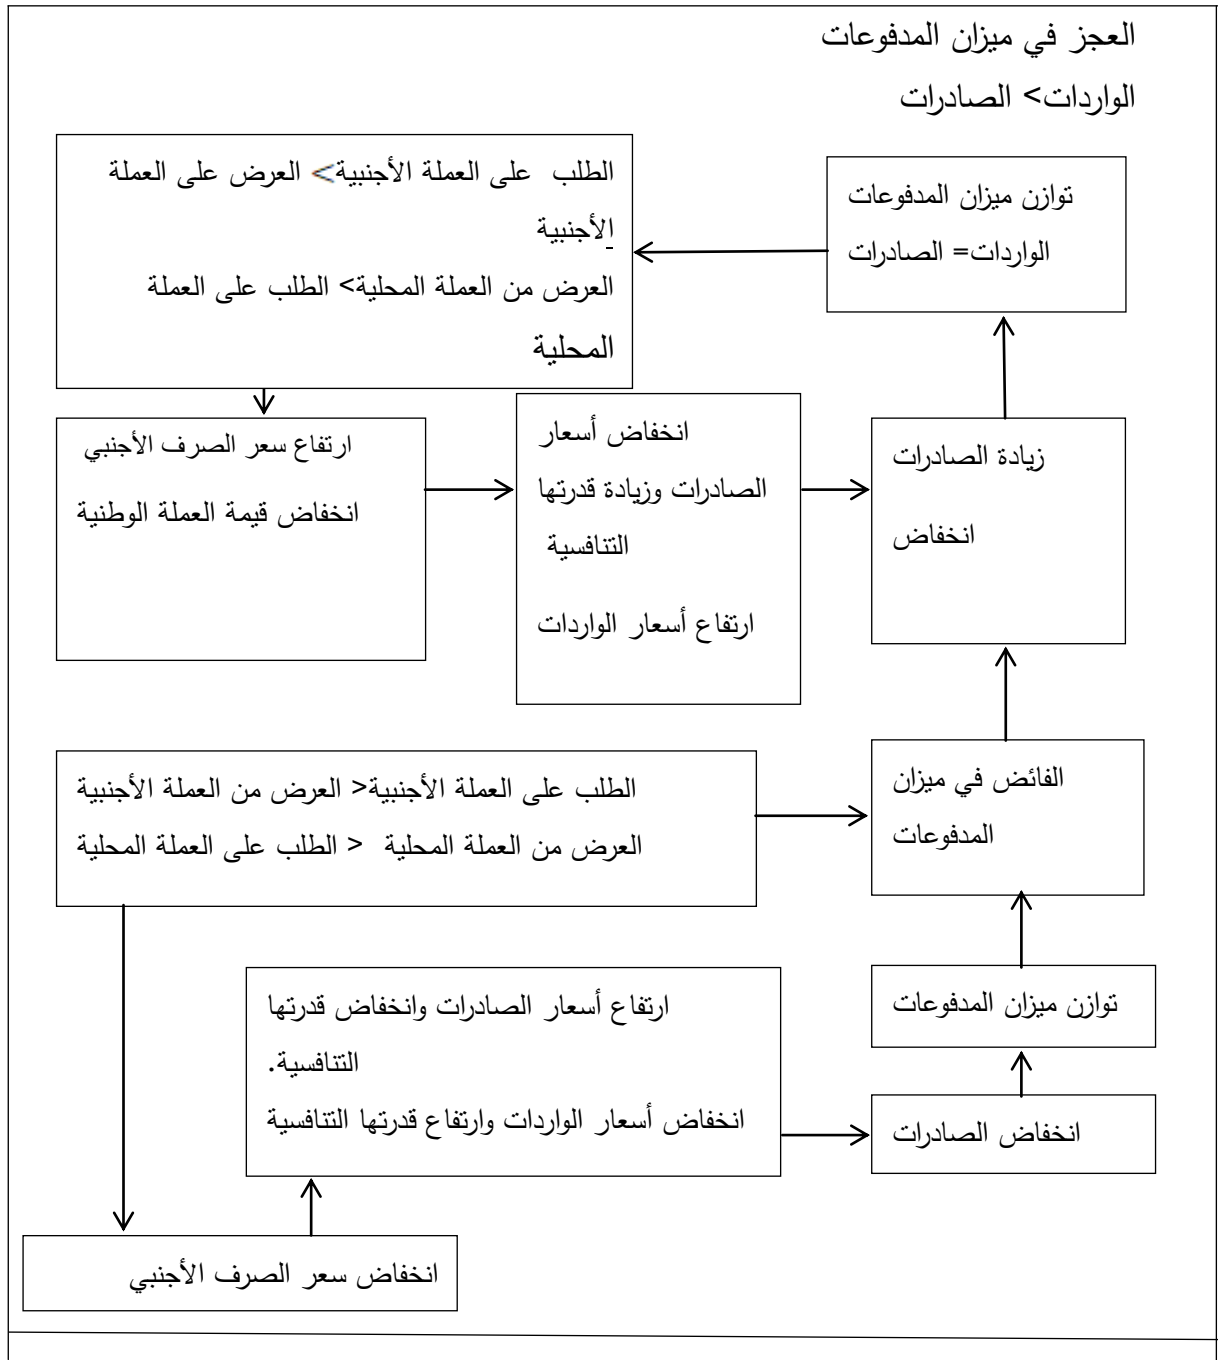 العجز في ميزان المدفوعات
الواردات> الصادرات
توازن ميزان المدفوعات
الواردات= الصادرات
الطلب على العملة الأجنبية> العرض على العملة
الأجنبية
العرض من العملة المحلية> الطلب على العملة
المحلية
زيادة الصادرات
انخفاض
انخفاض أسعار
الصادرات وزيادة قدرتها
التنافسية
ارتفاع أسعار الواردات
ارتفاع سعر الصرف الأجنبي
انخفاض قيمة العملة الوطنية
الفائض في ميزان
المدفوعات
الطلب على العملة الأجنبية< العرض من العملة الأجنبية
العرض من العملة المحلية < الطلب على العملة المحلية
توازن ميزان المدفوعات
ارتفاع أسعار الصادرات وانخفاض قدرتها
التنافسية.
انخفاض أسعار الواردات وارتفاع قدرتها التنافسية
انخفاض الصادرات
انخفاض سعر الصرف الأجنبي